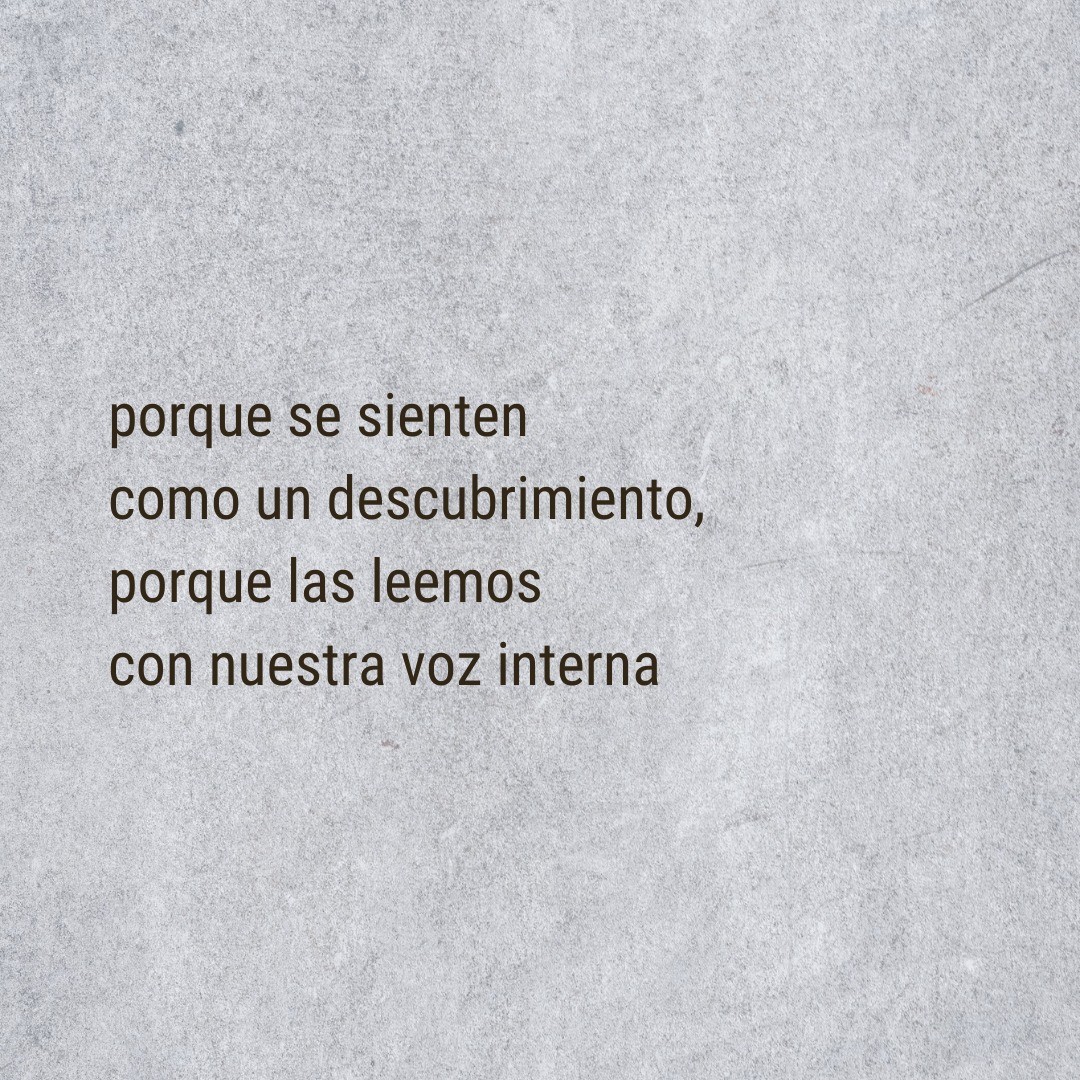 porque se sienten
como un descubrimiento,
porque las leemos
con nuestra voz interna